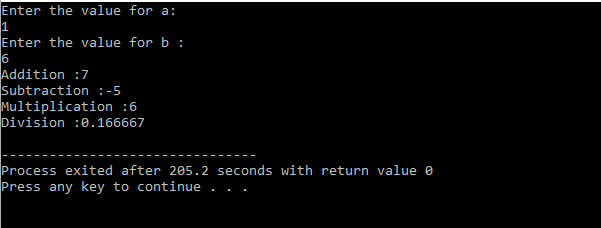 Enter the value for a:
1
Enter the value for b :
6
Addition :7
Subtraction :-5
Multiplication :6
Division :0.166667
--------------------------------
Process exited after 205.2 seconds with return value 0
Press any key to continue . . .